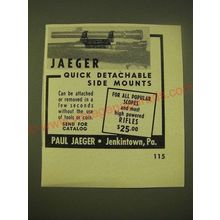 JAEGER
QUICK DETACHABLE
SIDE MOUNTS
Can be attached
or removed in a
few seconds
without the use
of tools or coin.
SEND FOR
CATALOG
FOR ALL POPULAR
SCOPES
and most
high powered
RIFLES
$25.00
PAUL JAEGER • Jenkintown, Pa.
115